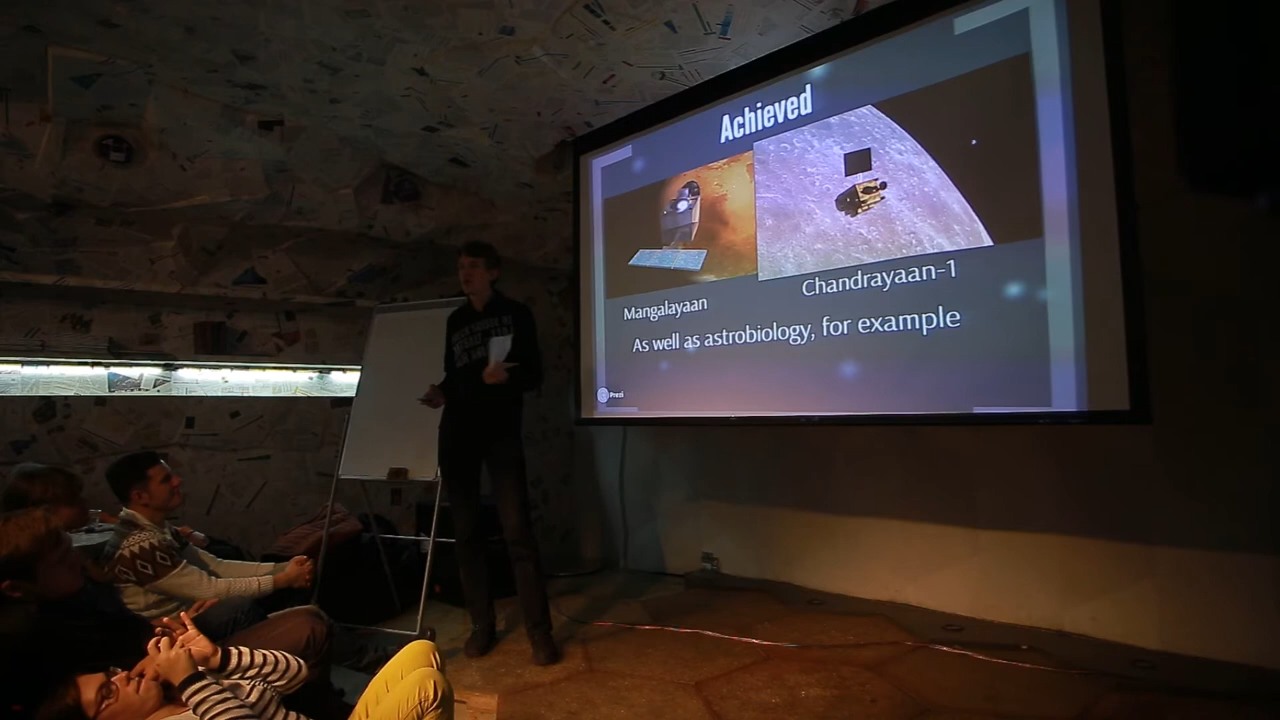 Achieved
Mangalayaan
Chandrayaan-1
As well as astrobiology, for example
Prezi